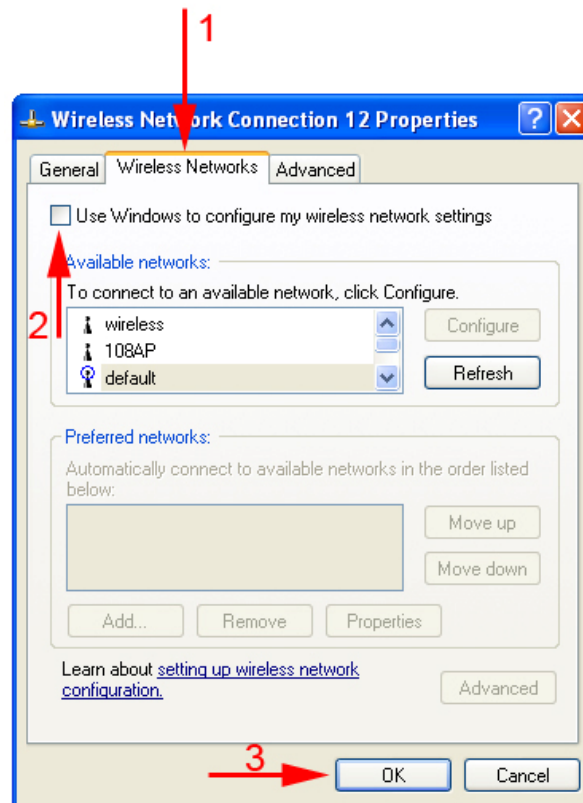 1
Wireless Network Connection 12 Properties
General Wireless Networks Advanced
Use Windows to configure my wireless network settings
2
Available networks:
To connect to an available network, click Configure.
wireless
108AP
default
Configure
Refresh
Preferred networks:
Automatically connect to available networks in the order listed
below:
Move up
Move down
Add... Remove Properties
Learn about setting up wireless network
configuration.
Advanced
3
OK Cancel